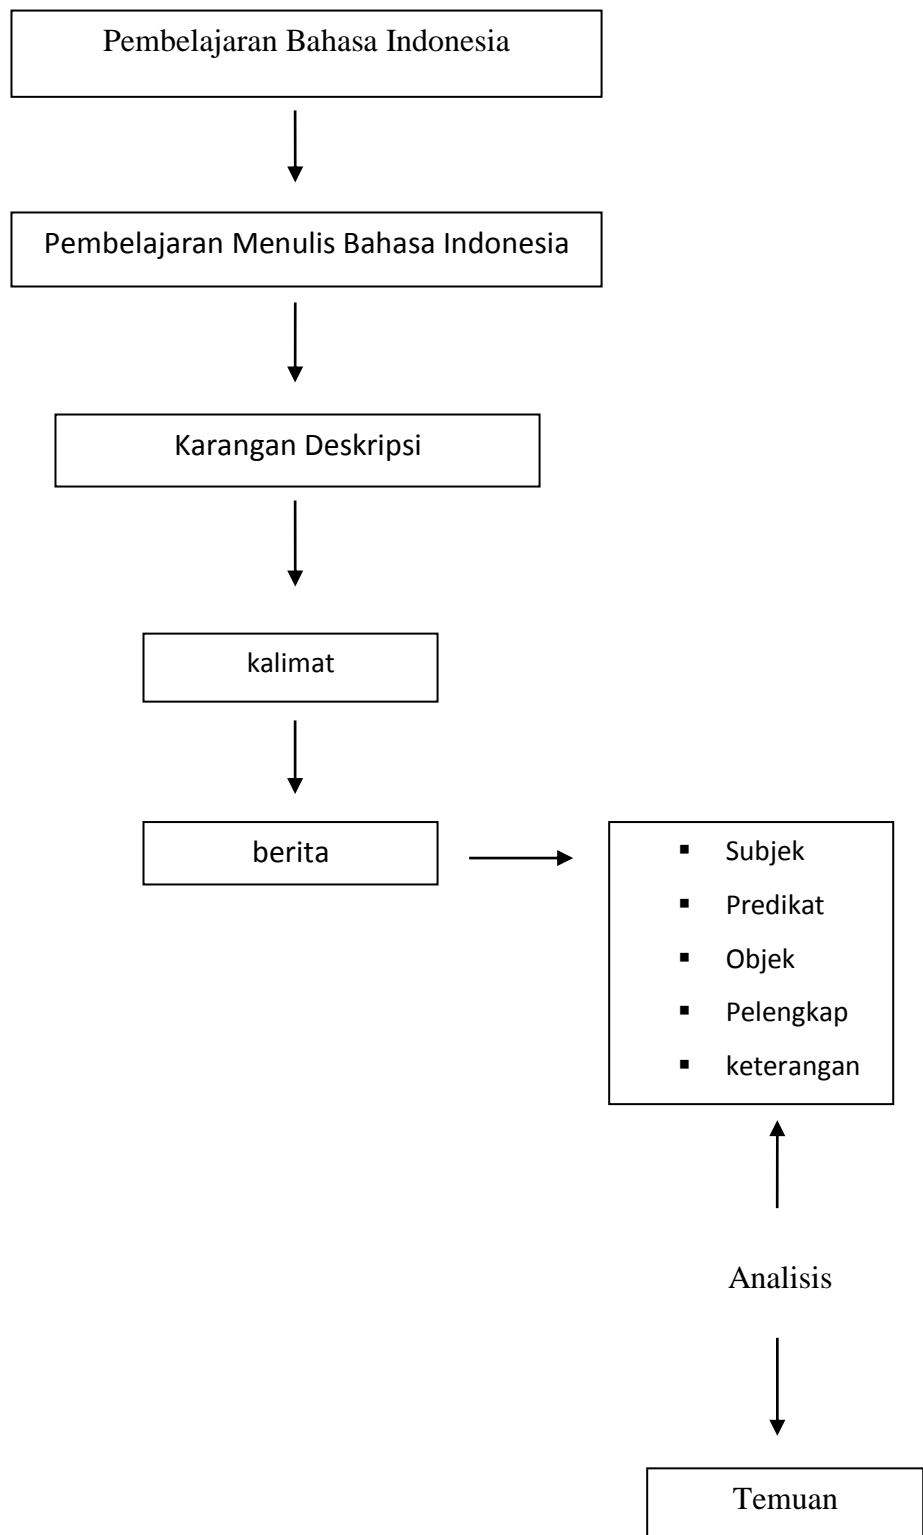 Pembelajaran Bahasa Indonesia
Pembelajaran Menulis Bahasa Indonesia
Karangan Deskripsi
kalimat
berita
▪ Subjek
▪ Predikat
▪ Objek
▪ Pelengkap
▪ keterangan
Analisis
Temuan